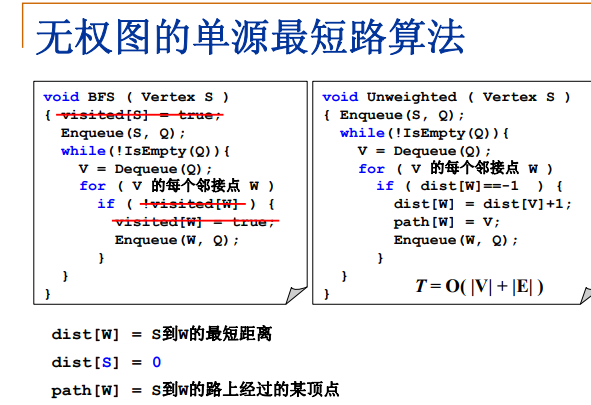 无权图的单源最短路算法
void BFS ( Vertex S )
{ visited[S] = true;
Enqueue(S, Q);
while(!IsEmpty(Q)){
V = Dequeue(Q);
for ( V 的每个邻接点 W )
if ( !visited[W] ) {
visited[W] = true;
Enqueue(W, Q);
}
}
}
void Unweighted ( Vertex S )
{ Enqueue(S, Q);
while(!IsEmpty(Q)){
V = Dequeue(Q);
for ( V 的每个邻接点 W )
if ( dist[W]==-1 ) {
dist[W] = dist[V]+1;
path[W] = V;
Enqueue(W, Q);
}
}
}
T = O( |V| + |E| )
dist[W] = S到W的最短距离
dist[S] = 0
path[W] = S到W的路上经过的某顶点